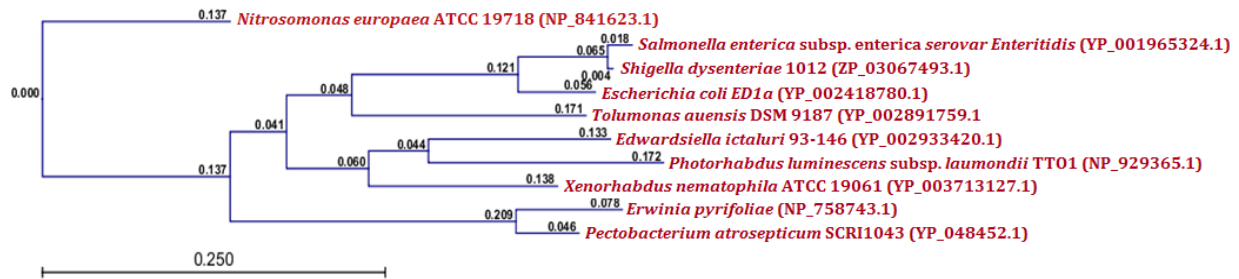 0.137 Nitrosomonas europaea ATCC 19718 (NP_841623.1)
0.018 Salmonella enterica subsp. enterica serovar Enteritidis (YP_001965324.1)
0.065
0.121 0.004 Shigella dysenteriae 1012 (ZP_03067493.1)
0.000 0.048 0.056 Escherichia coli ED1a (YP_002418780.1)
0.171 Tolumonas auensis DSM 9187 (YP_002891759.1
0.041 0.133 Edwardsiella ictaluri 93-146 (YP_002933420.1)
0.044
0.137 0.060 0.172 Photorhabdus luminescens subsp. laumondii TTO1 (NP_929365.1)
0.138 Xenorhabdus nematophila ATCC 19061 (YP_003713127.1)
0.209 0.078 Erwinia pyrifoliae (NP_758743.1)
0.046 Pectobacterium atrosepticum SCRI1043 (YP_048452.1)
0.250